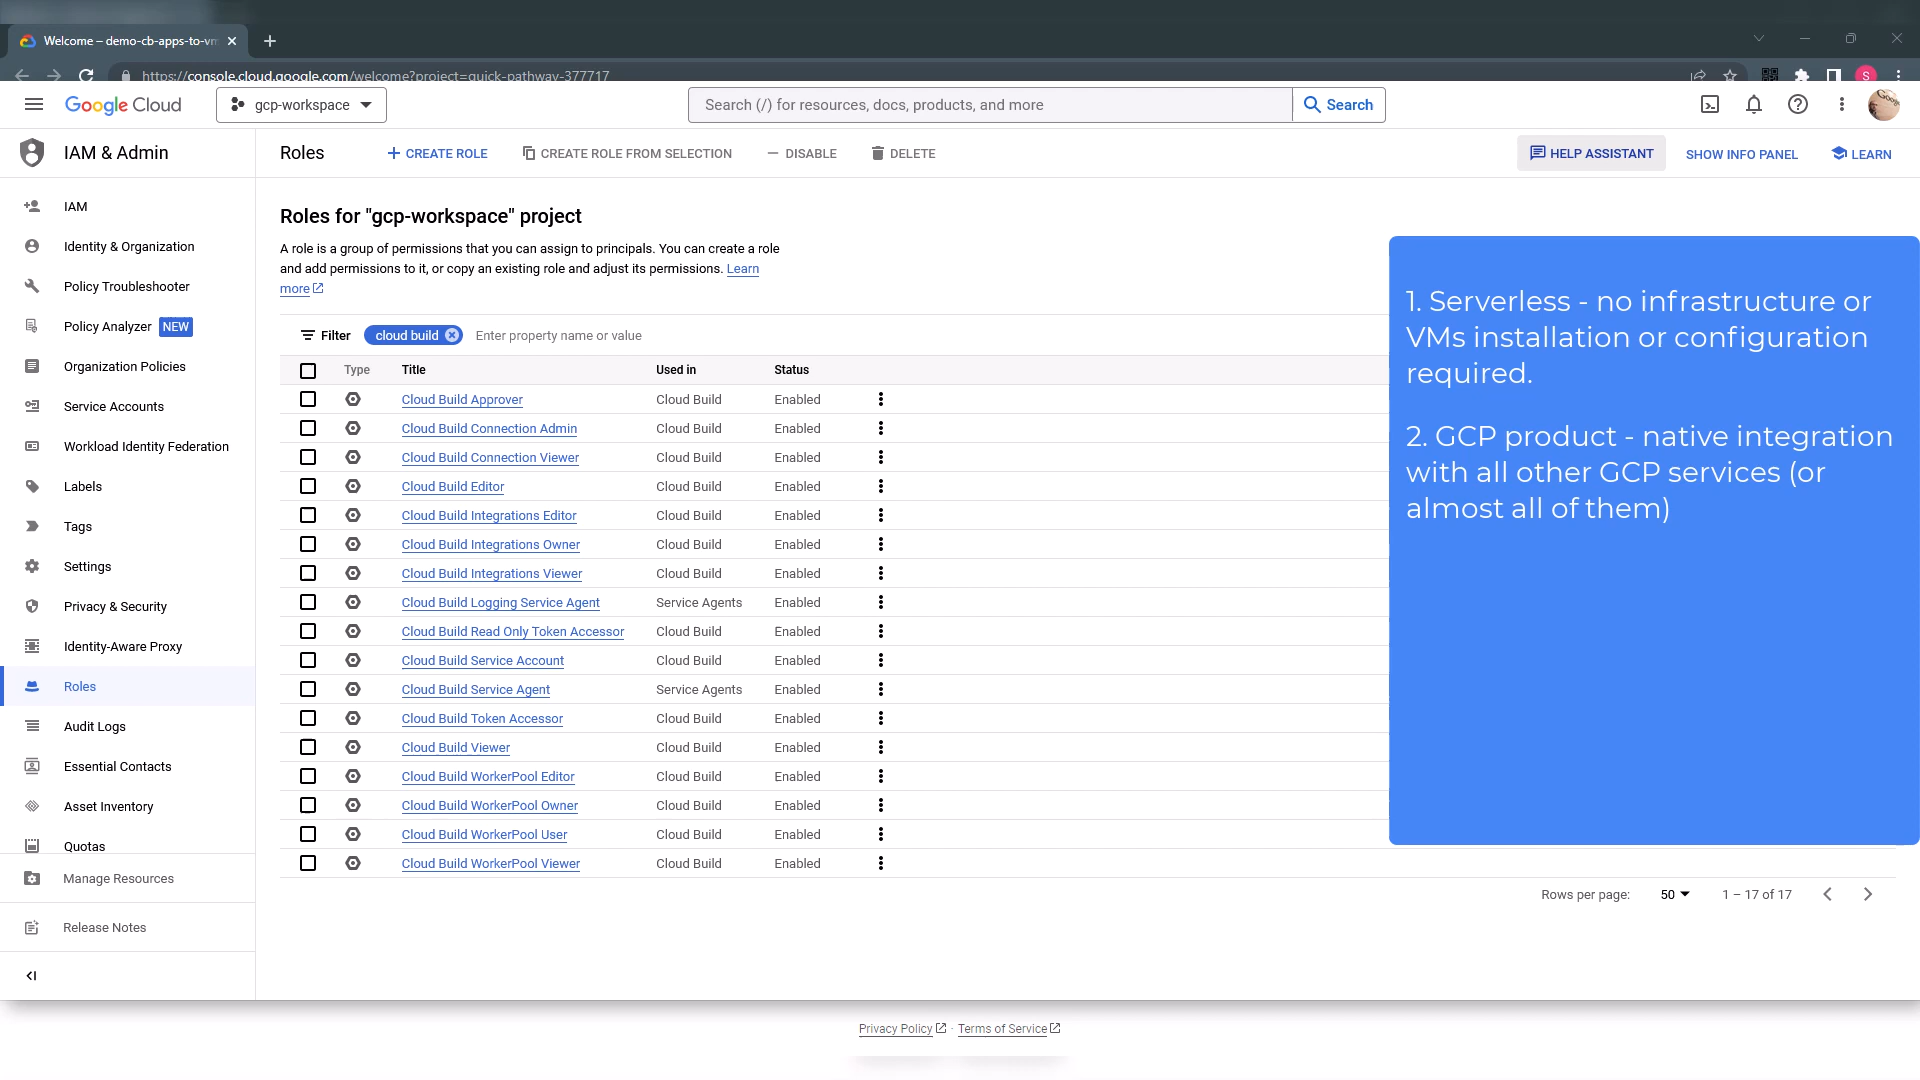 Welcome – demo-cb-apps-to-vm
https://console.cloud.google.com/welcome?project=quick-pathway-377717
S
Google Cloud
gcp-workspace
Search (/) for resources, docs, products, and more
Search
IAM & Admin
Roles
CREATE ROLE
CREATE ROLE FROM SELECTION
DISABLE
DELETE
HELP ASSISTANT
SHOW INFO PANEL
LEARN
IAM
Identity & Organization
Policy Troubleshooter
Policy Analyzer NEW
Organization Policies
Service Accounts
Workload Identity Federation
Labels
Tags
Settings
Privacy & Security
Identity-Aware Proxy
Roles
Audit Logs
Essential Contacts
Asset Inventory
Quotas
Manage Resources
Release Notes
Roles for "gcp-workspace" project
A role is a group of permissions that you can assign to principals. You can create a role
and add permissions to it, or copy an existing role and adjust its permissions. Learn
more
Filter cloud build Enter property name or value
Type Title Used in Status
Cloud Build Approver Cloud Build Enabled
Cloud Build Connection Admin Cloud Build Enabled
Cloud Build Connection Viewer Cloud Build Enabled
Cloud Build Editor Cloud Build Enabled
Cloud Build Integrations Editor Cloud Build Enabled
Cloud Build Integrations Owner Cloud Build Enabled
Cloud Build Integrations Viewer Cloud Build Enabled
Cloud Build Logging Service Agent Service Agents Enabled
Cloud Build Read Only Token Accessor Cloud Build Enabled
Cloud Build Service Account Cloud Build Enabled
Cloud Build Service Agent Service Agents Enabled
Cloud Build Token Accessor Cloud Build Enabled
Cloud Build Viewer Cloud Build Enabled
Cloud Build WorkerPool Editor Cloud Build Enabled
Cloud Build WorkerPool Owner Cloud Build Enabled
Cloud Build WorkerPool User Cloud Build Enabled
Cloud Build WorkerPool Viewer Cloud Build Enabled
Rows per page: 50 1 – 17 of 17
1. Serverless - no infrastructure or
VMs installation or configuration
required.
2. GCP product - native integration
with all other GCP services (or
almost all of them)
Privacy Policy · Terms of Service